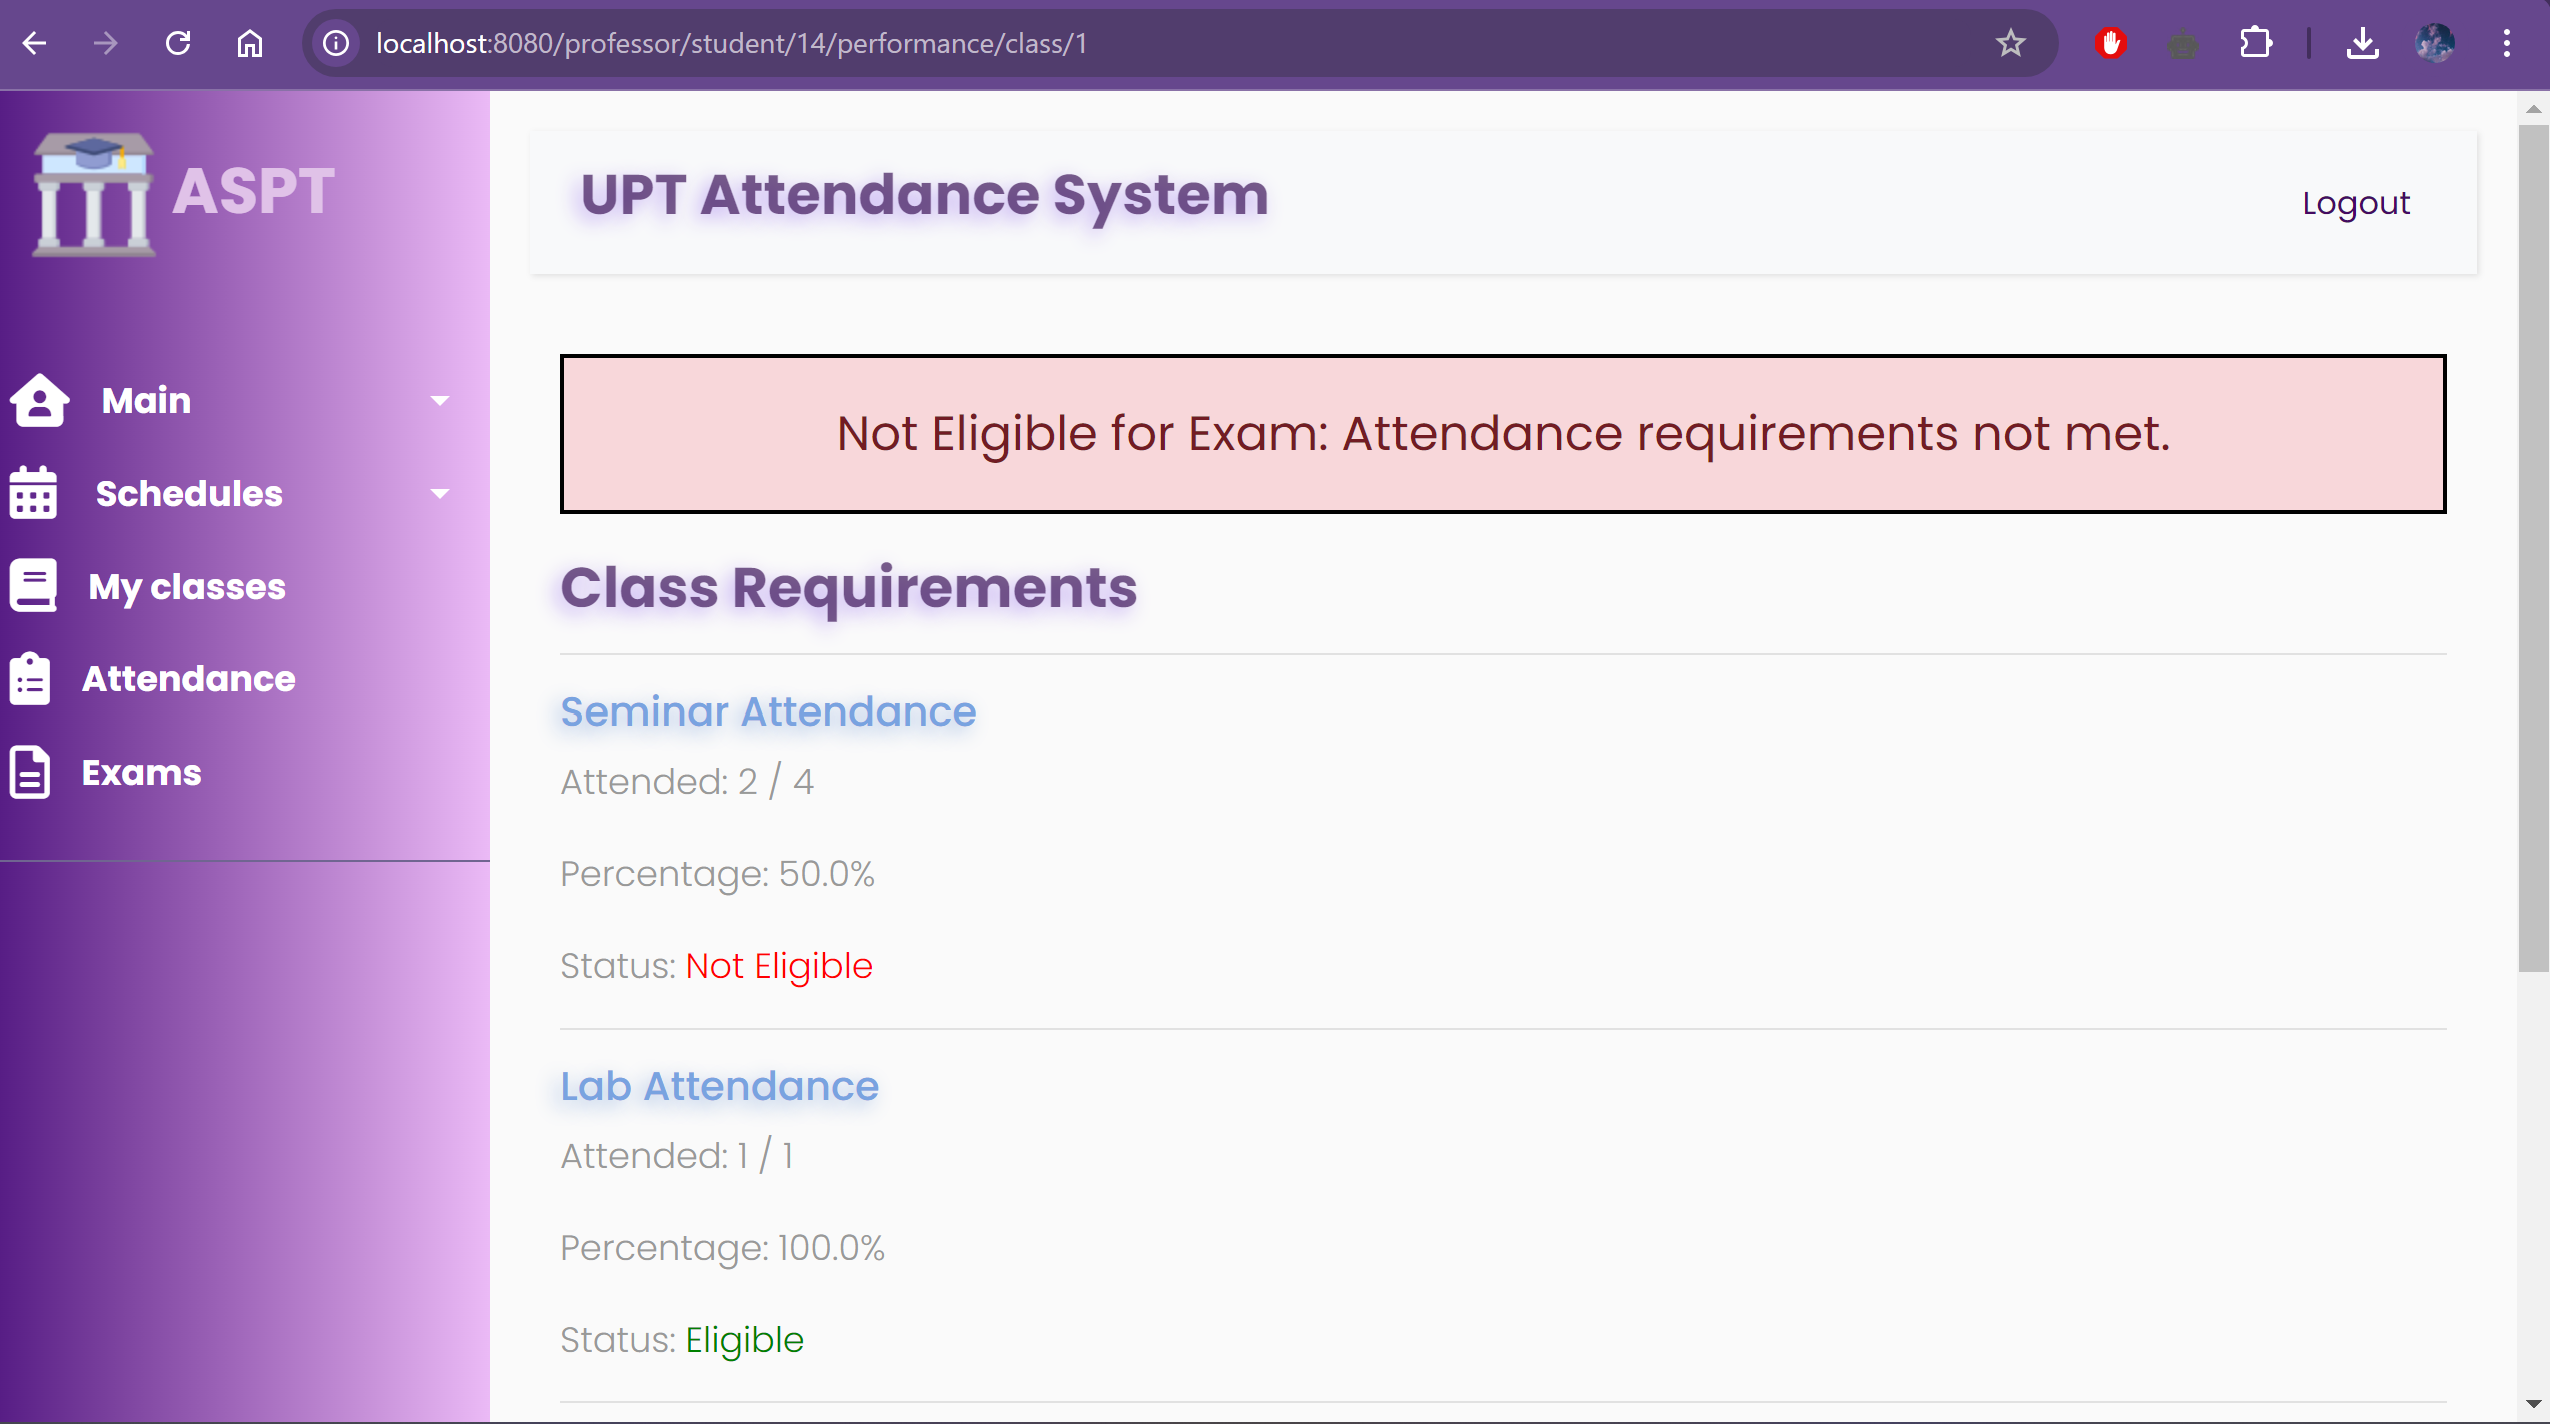 localhost:8080/professor/student/14/performance/class/1
ASPT
UPT Attendance System
Logout
Main
Schedules
My classes
Attendance
Exams
Not Eligible for Exam: Attendance requirements not met.
Class Requirements
Seminar Attendance
Attended: 2 / 4
Percentage: 50.0%
Status: Not Eligible
Lab Attendance
Attended: 1 / 1
Percentage: 100.0%
Status: Eligible